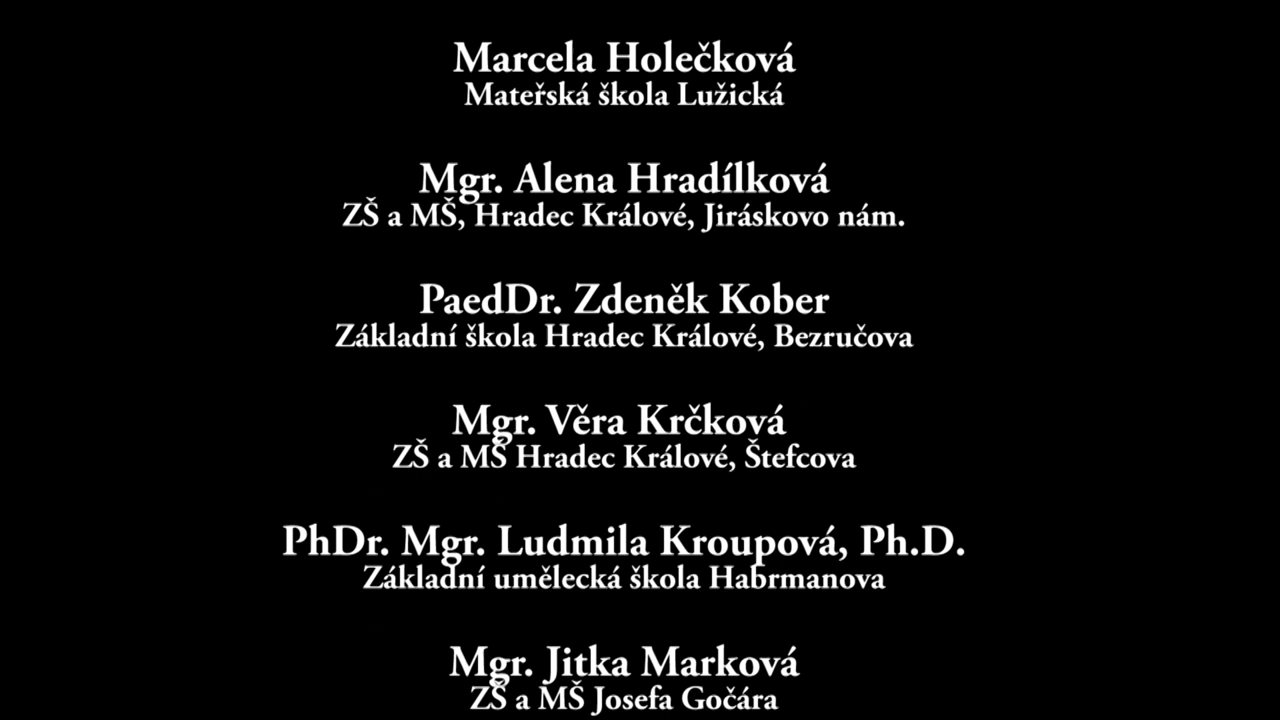 Marcela Holečková
Mateřská škola Lužická
Mgr. Alena Hradílková
ZŠ a MŠ, Hradec Králové, Jiráskovo nám.
PaedDr. Zdeněk Kober
Základní škola Hradec Králové, Bezručova
Mgr. Věra Krčková
ZŠ a MŠ Hradec Králové, Štefcova
PhDr. Mgr. Ludmila Kroupová, Ph.D.
Základní umělecká škola Habrmanova
Mgr. Jitka Marková
ZŠ a MŠ Josefa Gočára